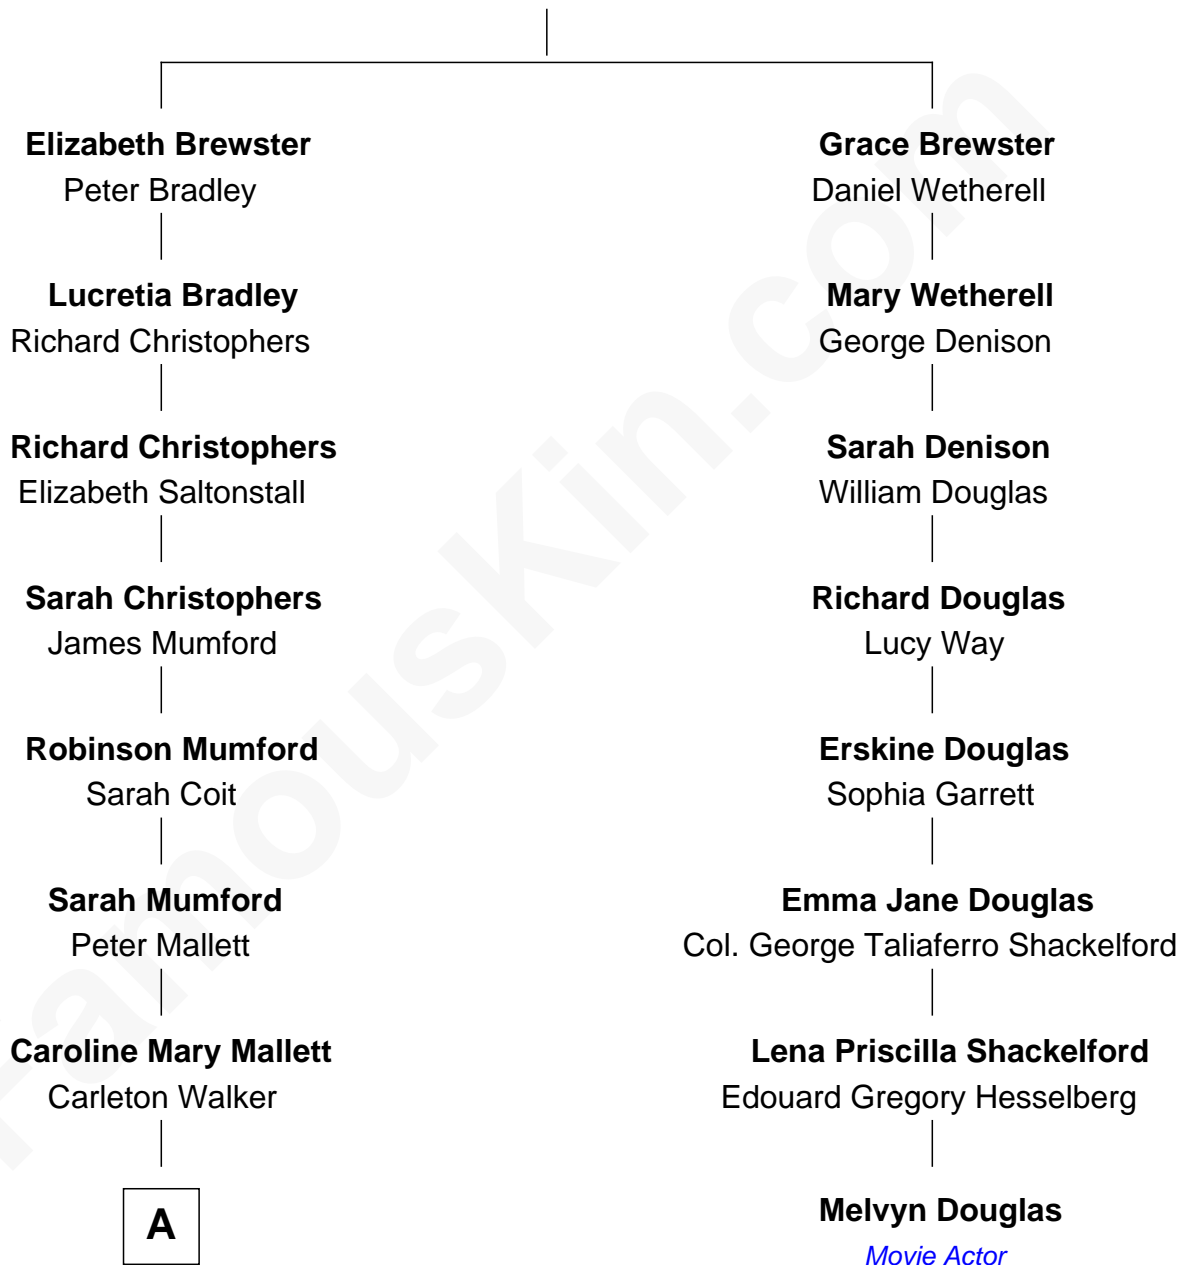 Elizabeth Brewster
Peter Bradley
Lucretia Bradley
Richard Christophers
Richard Christophers
Elizabeth Saltonstall
Sarah Christophers
James Mumford
Robinson Mumford
Sarah Coit
Sarah Mumford
Peter Mallett
Caroline Mary Mallett
Carleton Walker
A
Grace Brewster
Daniel Wetherell
Mary Wetherell
George Denison
Sarah Denison
William Douglas
Richard Douglas
Lucy Way
Erskine Douglas
Sophia Garrett
Emma Jane Douglas
Col. George Taliaferro Shackelford
Lena Priscilla Shackelford
Edouard Gregory Hesselberg
Melvyn Douglas
Movie Actor
FamousKin.com